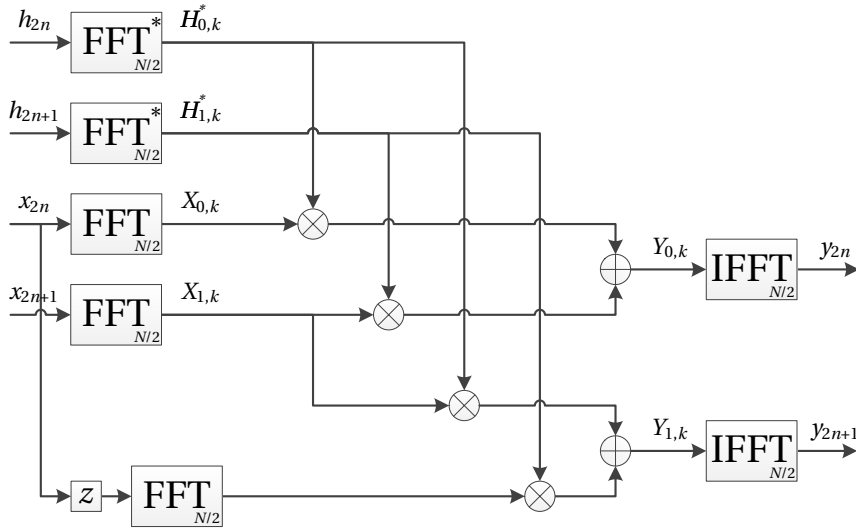 h₂ₙ FFT* N/2 H*₀,ₖ
h₂ₙ₊₁ FFT* N/2 H*₁,ₖ
x₂ₙ FFT N/2 X₀,ₖ
Y₀,ₖ IFFT N/2 y₂ₙ
x₂ₙ₊₁ FFT N/2 X₁,ₖ
Y₁,ₖ IFFT N/2 y₂ₙ₊₁
z FFT N/2